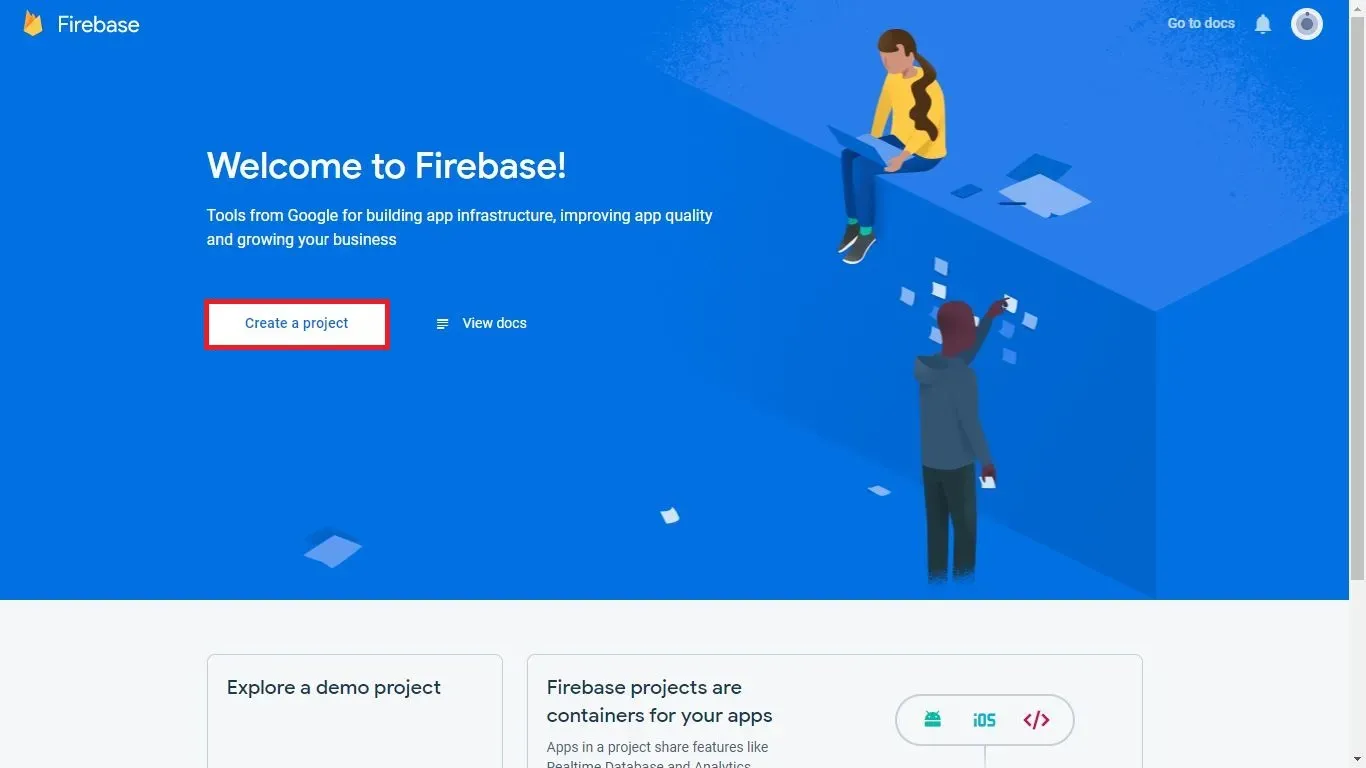 Firebase
Go to docs
Welcome to Firebase!
Tools from Google for building app infrastructure, improving app quality
and growing your business
Create a project
View docs
Explore a demo project
Firebase projects are
containers for your apps
iOS
Apps in a project share features like
Realtime Database and Analytics